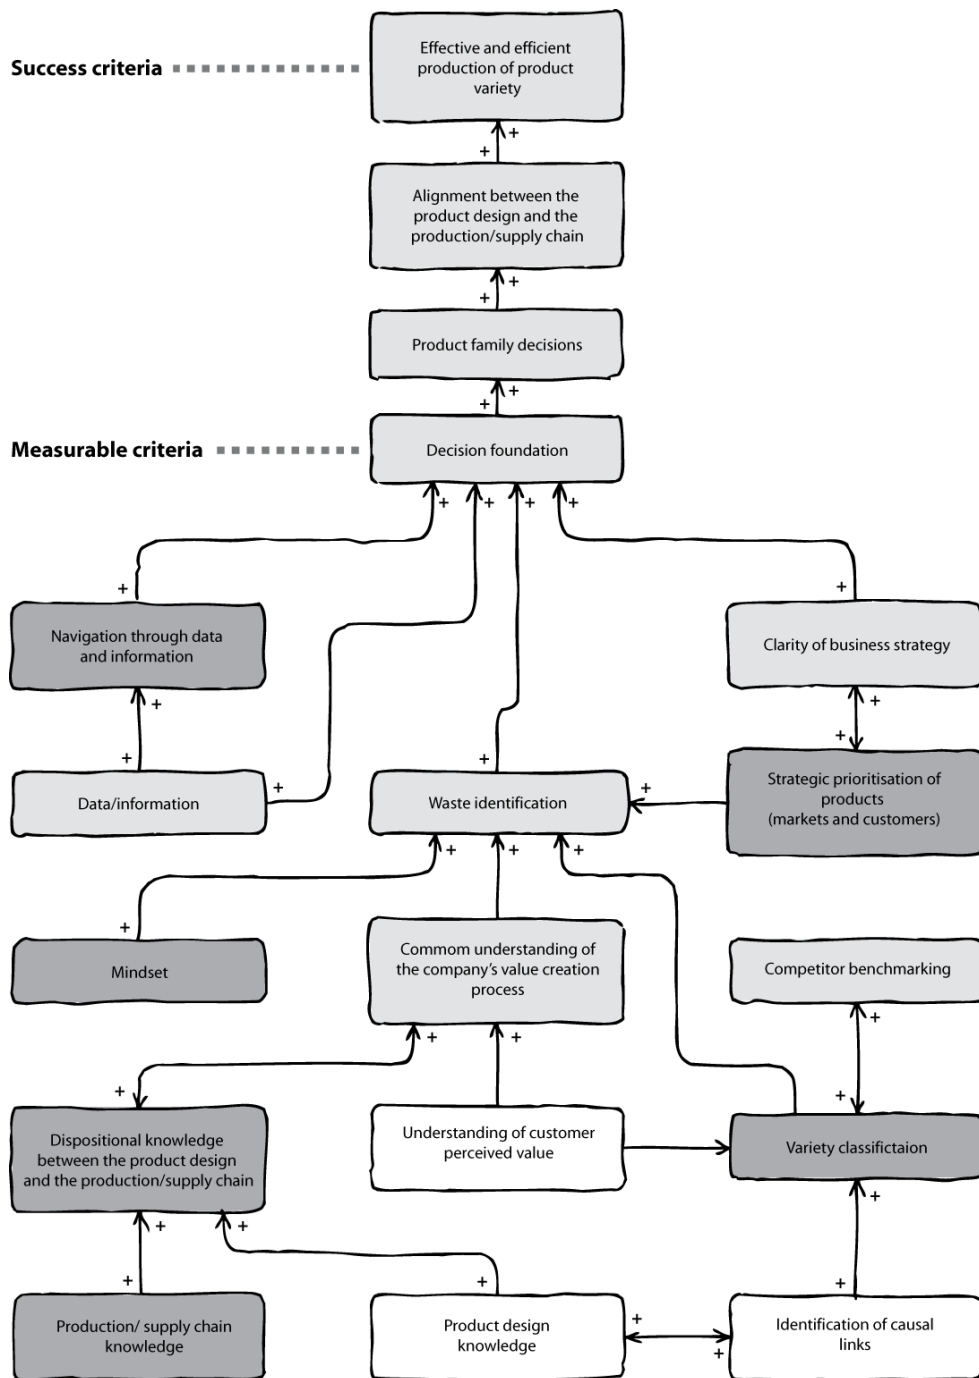 Success criteria
Effective and efficient
production of product
variety
+
+
Alignment between the
product design and the
production/supply chain
+
+
Product family decisions
+
+
Measurable criteria
Decision foundation
+
+
+
+
+
+
Navigation through data
and information
Clarity of business strategy
+
+
+
+
+
Data/information
+
Waste identification
+
Strategic prioritisation of
products
(markets and customers)
+
+
+
+
Mindset
Commom understanding of
the company's value creation
process
Competitor benchmarking
+
+
+
+
+
Dispositional knowledge
between the product design
and the production/supply chain
Understanding of customer
perceived value
Variety classifictaion
+
+
+
+
+
+
Production/ supply chain
knowledge
Product design
knowledge
+
+
Identification of causal
links